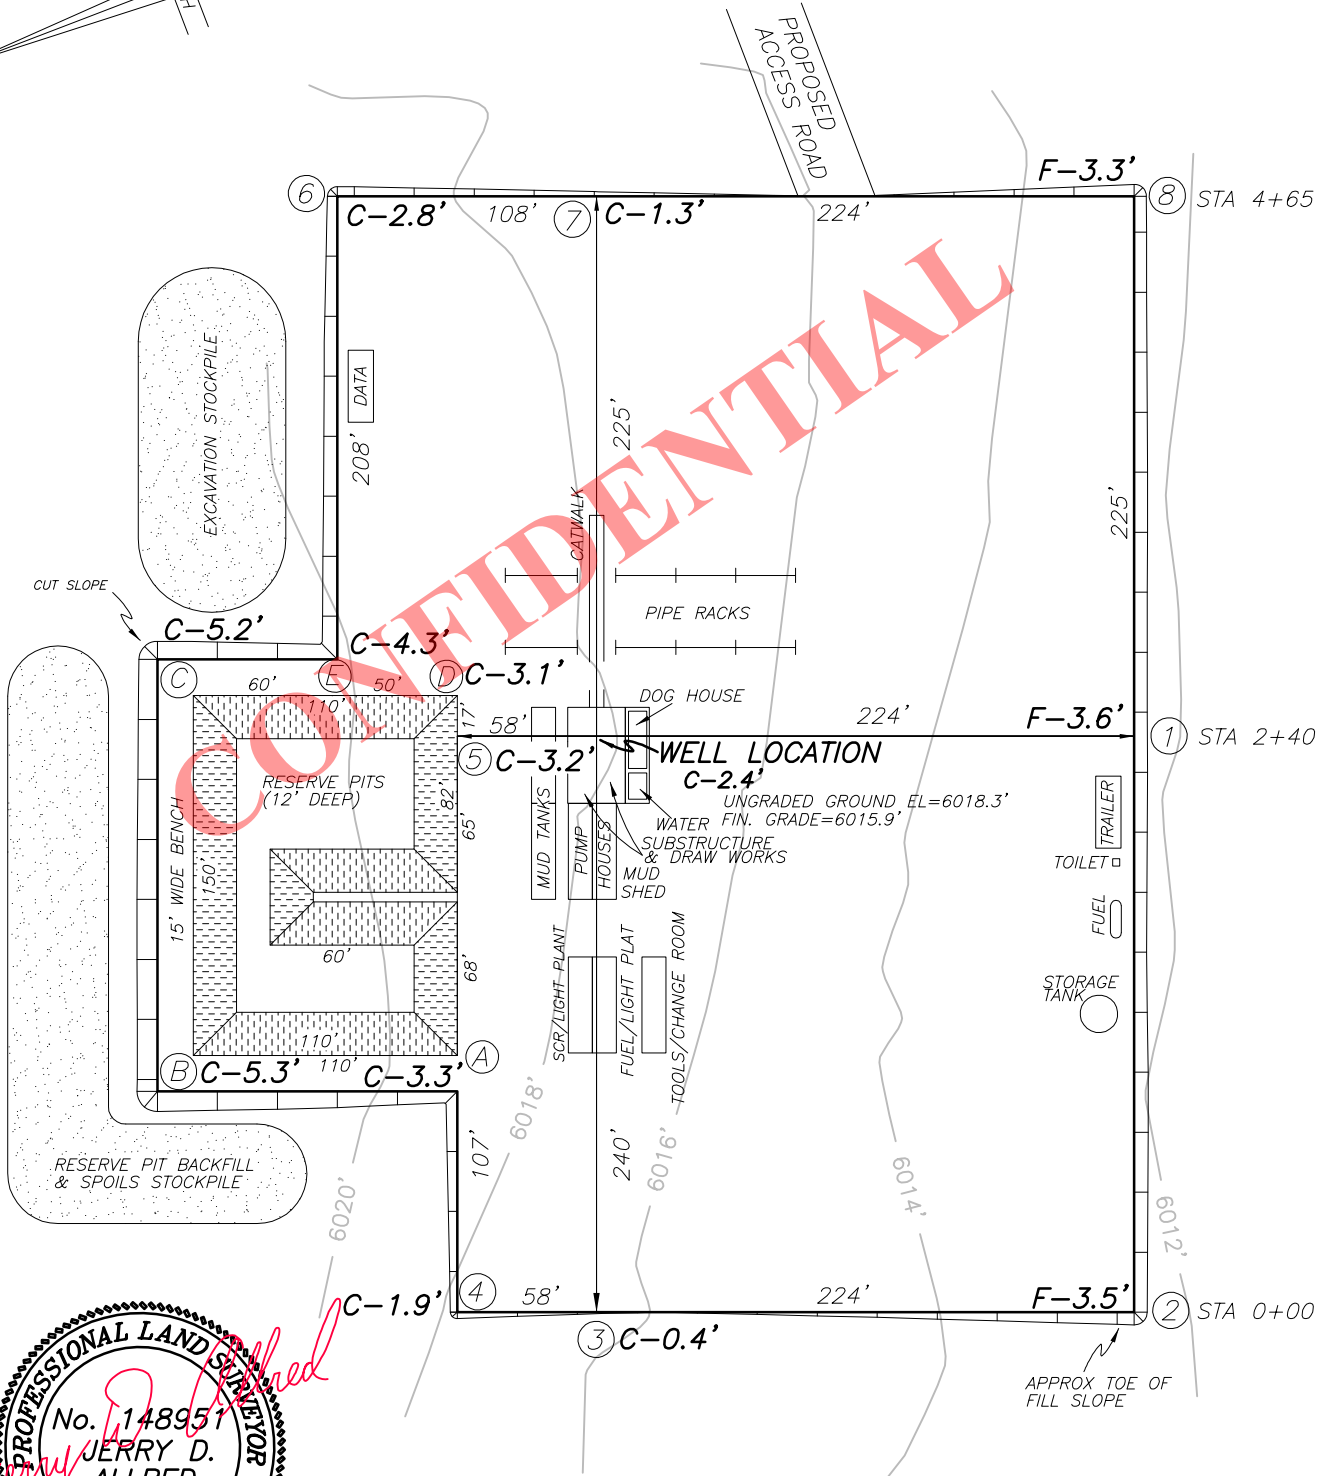 H
PROPOSED
ACCESS ROAD
F-3.3'
6
C-2.8'
108'
7
C-1.3'
224'
8
STA 4+65
CONFIDENTIAL
EXCAVATION STOCKPILE
DATA
208'
225'
225'
CATWALK
CUT SLOPE
PIPE RACKS
C-5.2'
C-4.3'
C
60'
E
50'
D
C-3.1'
110'
17'
58'
DOG HOUSE
224'
F-3.6'
1
STA 2+40
5
C-3.2'
WELL LOCATION
C-2.4'
RESERVE PITS
(12' DEEP)
82'
65'
UNGRADED GROUND EL=6018.3'
FIN. GRADE=6015.9'
WATER
SUBSTRUCTURE
& DRAW WORKS
MUD TANKS
PUMP
HOUSES
MUD
SHED
TRAILER
TOILET
FUEL
15' WIDE BENCH
150'
60'
68'
SCR/LIGHT PLANT
FUEL/LIGHT PLAT
TOOLS/CHANGE ROOM
STORAGE
TANK
110'
110'
B
C-5.3'
C-3.3'
A
6018'
107'
240'
6016'
6014'
6012'
6020'
RESERVE PIT BACKFILL
& SPOILS STOCKPILE
C-1.9'
4
58'
224'
F-3.5'
2
STA 0+00
3
C-0.4'
APPROX TOE OF
FILL SLOPE
PROFESSIONAL LAND SURVEYOR
No. 148951
JERRY D.
ALLRED
Jerry D Allred